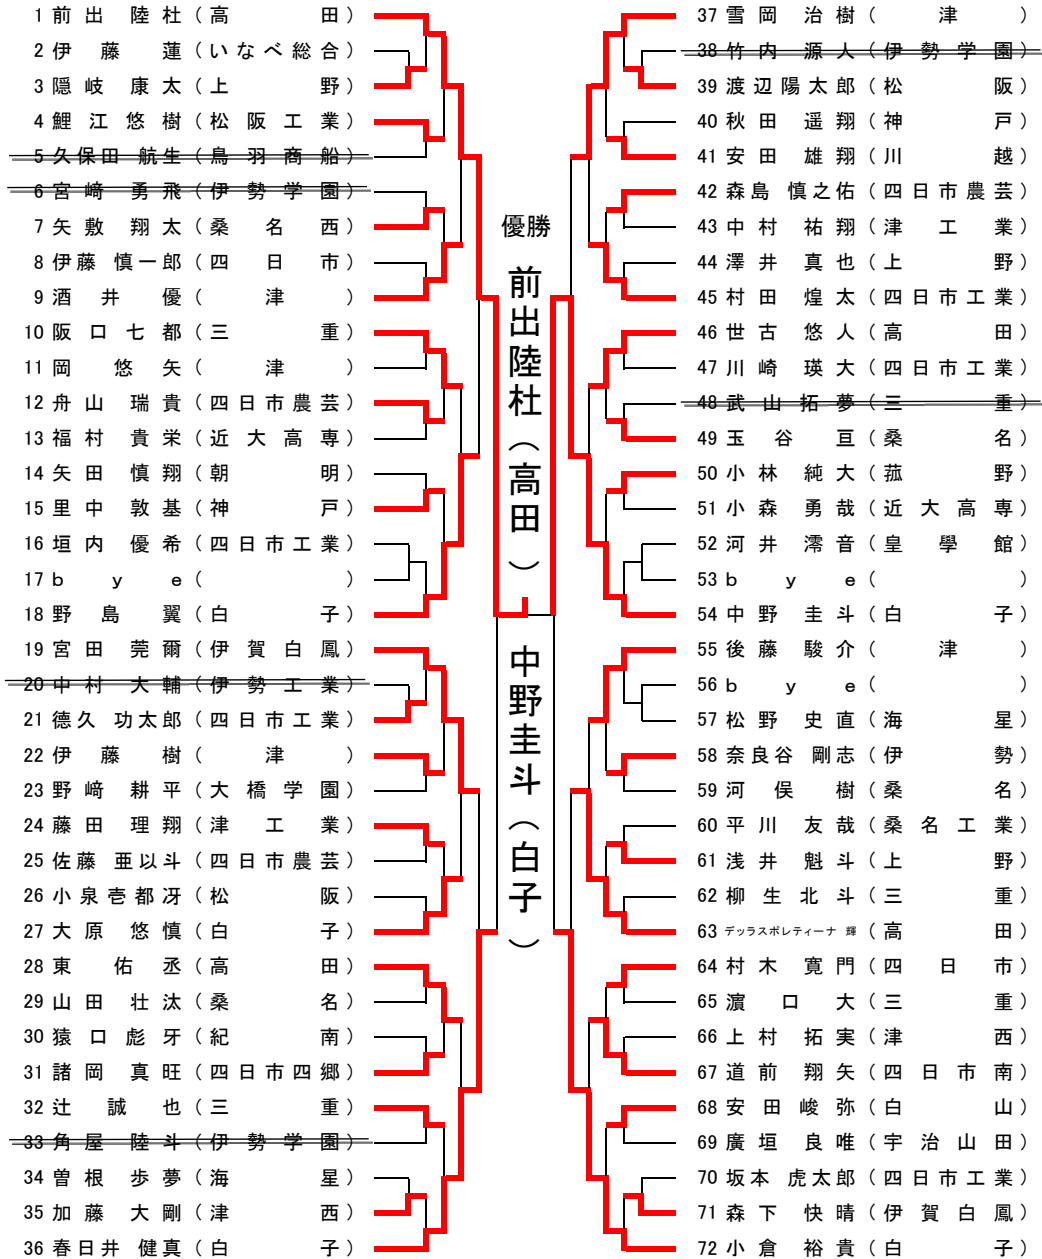 1 前出 陸杜 (高田)
2 伊藤 蓮 (いなべ総合)
3 隠岐 康太 (上野)
4 鯉江 悠樹 (松阪工業)
5 久保田 航生 (鳥羽商船)
6 宮﨑 勇飛 (伊勢学園)
7 矢敷 翔太 (桑名西)
8 伊藤 慎一郎 (四日市)
9 酒井 優 (津)
10 阪口 七都 (三重)
11 岡 悠矢 (津)
12 舟山 瑞貴 (四日市農芸)
13 福村 貴栄 (近大高専)
14 矢田 慎翔 (朝明)
15 里中 敦基 (神戸)
16 垣内 優希 (四日市工業)
17 bye ( )
18 野島 翼 (白子)
19 宮田 莞爾 (伊賀白鳳)
20 中村 大輔 (伊勢工業)
21 德久 功太郎 (四日市工業)
22 伊藤 樹 (津)
23 野﨑 耕平 (大橋学園)
24 藤田 理翔 (津工業)
25 佐藤 亜以斗 (四日市農芸)
26 小泉壱都冴 (松阪)
27 大原 悠慎 (白子)
28 東 佑丞 (高田)
29 山田 壮汰 (桑名)
30 猿口 彪牙 (紀南)
31 諸岡 真旺 (四日市四郷)
32 辻 誠也 (三重)
33 角屋 陸斗 (伊勢学園)
34 曽根 歩夢 (海星)
35 加藤 大剛 (津西)
36 春日井 健真 (白子)
優勝
前出陸杜(高田)
中野圭斗(白子)
37 雪岡 治樹 (津)
38 竹内 源人 (伊勢学園)
39 渡辺陽太郎 (松阪)
40 秋田 遥翔 (神戸)
41 安田 雄翔 (川越)
42 森島 慎之佑 (四日市農芸)
43 中村 祐翔 (津工業)
44 澤井 真也 (上野)
45 村田 煌太 (四日市工業)
46 世古 悠人 (高田)
47 川崎 瑛大 (四日市工業)
48 武山 拓夢 (三重)
49 玉谷 亘 (桑名)
50 小林 純大 (菰野)
51 小森 勇哉 (近大高専)
52 河井 澪音 (皇學館)
53 bye ( )
54 中野 圭斗 (白子)
55 後藤 駿介 (津)
56 bye ( )
57 松野 史直 (海星)
58 奈良谷 剛志 (伊勢)
59 河俣 樹 (桑名)
60 平川 友哉 (桑名工業)
61 浅井 魁斗 (上野)
62 柳生 北斗 (三重)
63 デッラスボレティーナ 輝 (高田)
64 村木 寛門 (四日市)
65 濵口 大 (三重)
66 上村 拓実 (津西)
67 道前 翔矢 (四日市南)
68 安田 峻弥 (白山)
69 廣垣 良唯 (宇治山田)
70 坂本 虎太郎 (四日市工業)
71 森下 快晴 (伊賀白鳳)
72 小倉 裕貴 (白子)